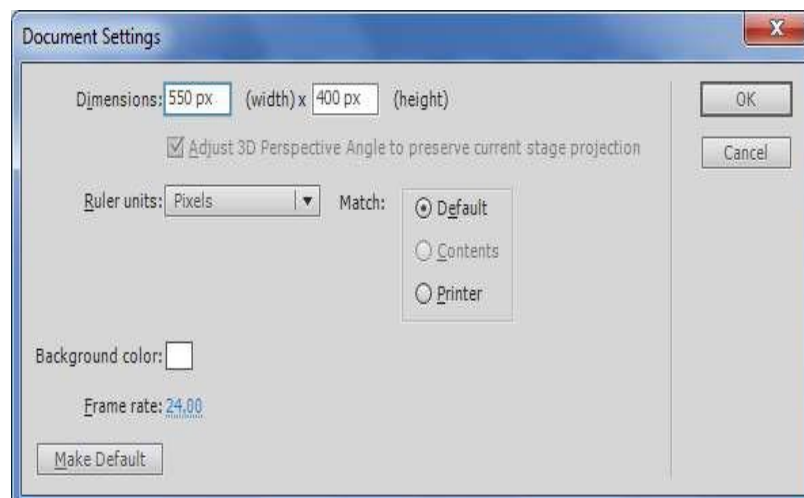 Document Settings
X
Dimensions: 550 px (width) x 400 px (height)
OK
Adjust 3D Perspective Angle to preserve current stage projection
Cancel
Ruler units: Pixels Match: Default
Contents
Printer
Background color:
Frame rate: 24.00
Make Default